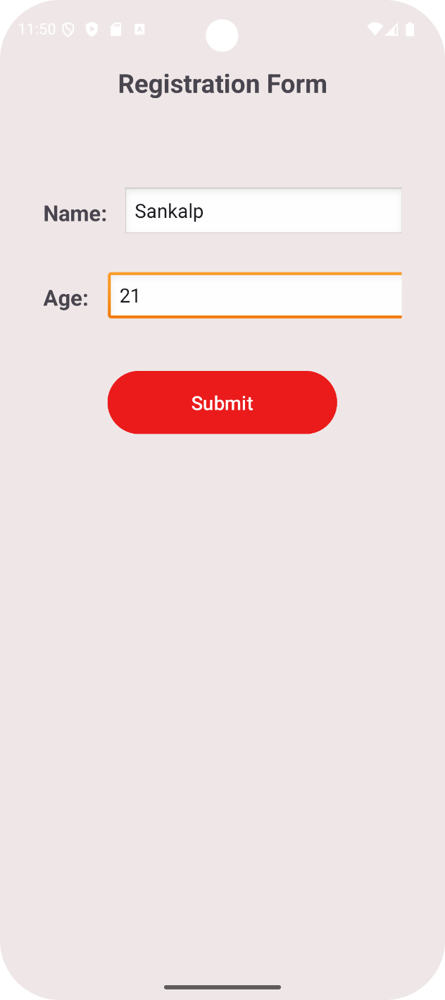 11:50
Registration Form
Name: Sankalp
Age: 21
Submit